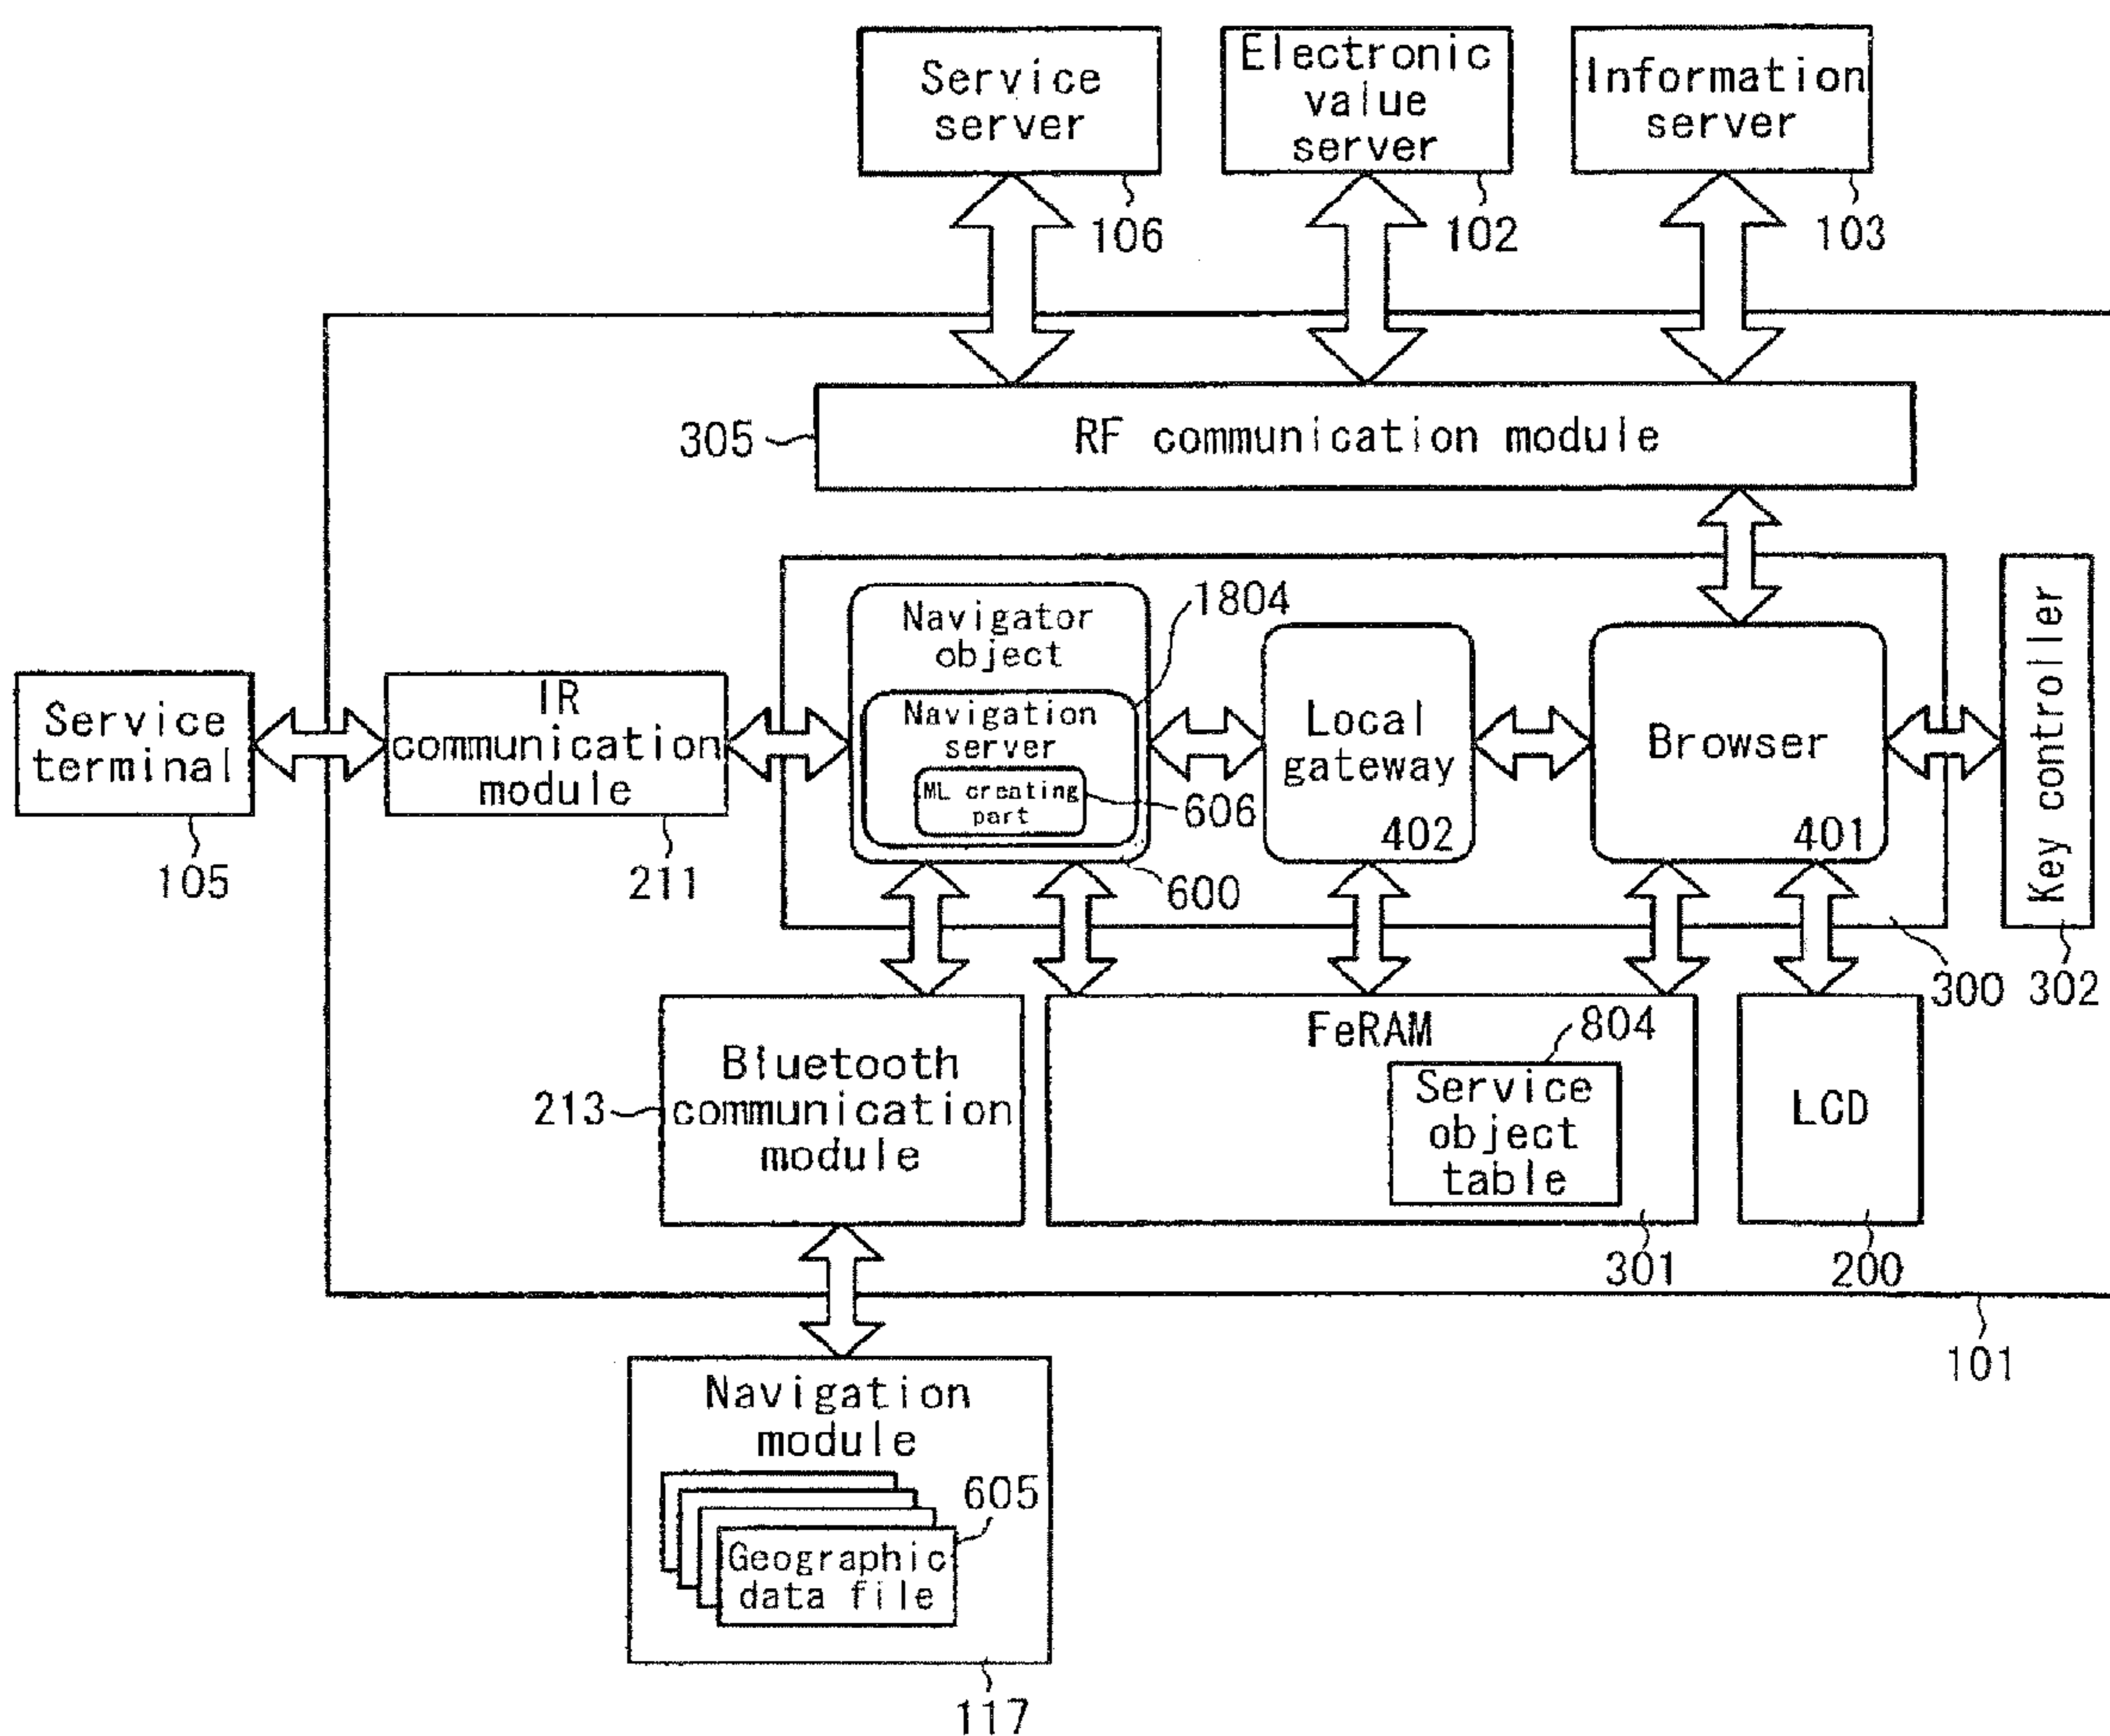 Service
server
106
Electronic
value
server
102
Information
server
103
305
RF communication module
Navigator
object
1804
Navigation
server
ML creating
part
606
600
Local
gateway
402
Browser
401
Key controller
302
300
Service
terminal
105
IR
communication
module
211
213
Bluetooth
communication
module
FeRAM
804
Service
object
table
301
LCD
200
101
Navigation
module
605
Geographic
data file
117